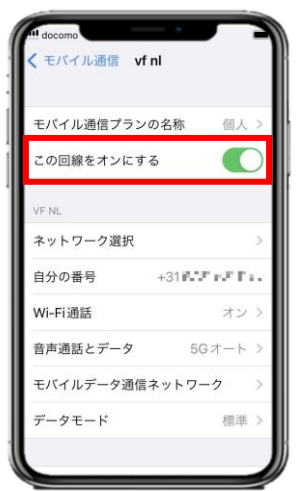 docomo
モバイル通信 vf nl
モバイル通信プランの名称 個人
この回線をオンにする
VF NL
ネットワーク選択
自分の番号 +31
Wi-Fi通話 オン
音声通話とデータ 5Gオート
モバイルデータ通信ネットワーク
データモード 標準